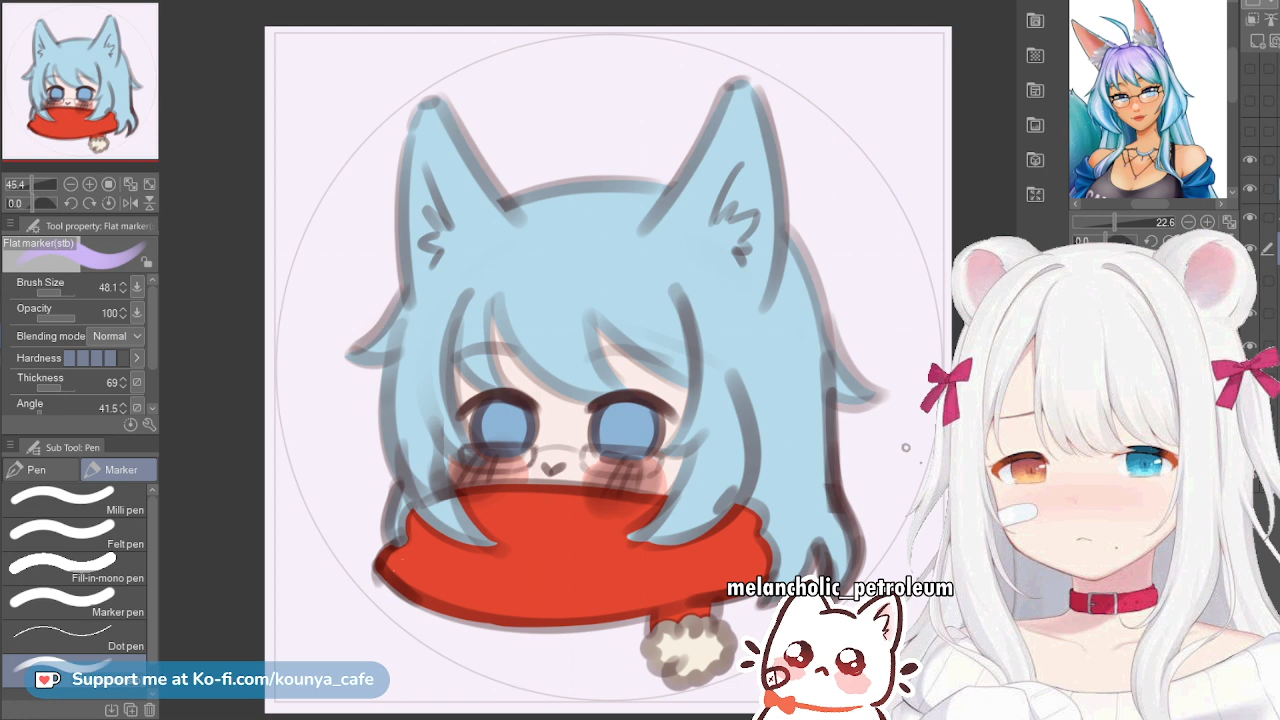 45.4
0.0
Tool property: Flat marker(
Flat marker(stb)
Brush Size 48.1
Opacity 100
Blending mode Normal
Hardness
Thickness 69
Angle 41.5
Sub Tool: Pen
Pen Marker
Milli pen
Felt pen
Fill-in-mono pen
Marker pen
Dot pen
Support me at Ko-fi.com/kounya_cafe
22.6
0.0
melancholic_petroleum